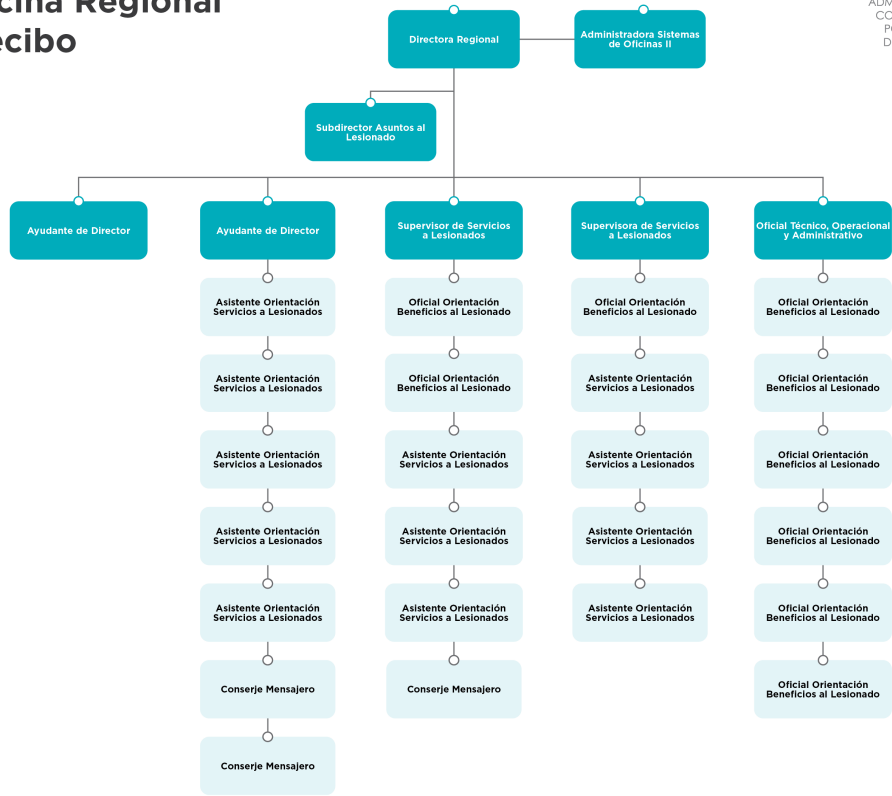 Regional
Directora Regional
Administradora Sistemas
de Oficinas II
Subdirector Asuntos al
Lesionado
Ayudante de Director
Ayudante de Director
Supervisor de Servicios
a Lesionados
Supervisora de Servicios
a Lesionados
Oficial Técnico, Operacional
y Administrativo
Asistente Orientación
Servicios a Lesionados
Oficial Orientación
Beneficios al Lesionado
Oficial Orientación
Beneficios al Lesionado
Oficial Orientación
Beneficios al Lesionado
Asistente Orientación
Servicios a Lesionados
Oficial Orientación
Beneficios al Lesionado
Asistente Orientación
Servicios a Lesionados
Oficial Orientación
Beneficios al Lesionado
Asistente Orientación
Servicios a Lesionados
Asistente Orientación
Servicios a Lesionados
Asistente Orientación
Servicios a Lesionados
Oficial Orientación
Beneficios al Lesionado
Asistente Orientación
Servicios a Lesionados
Asistente Orientación
Servicios a Lesionados
Asistente Orientación
Servicios a Lesionados
Oficial Orientación
Beneficios al Lesionado
Asistente Orientación
Servicios a Lesionados
Asistente Orientación
Servicios a Lesionados
Asistente Orientación
Servicios a Lesionados
Oficial Orientación
Beneficios al Lesionado
Conserje Mensajero
Conserje Mensajero
Oficial Orientación
Beneficios al Lesionado
Conserje Mensajero